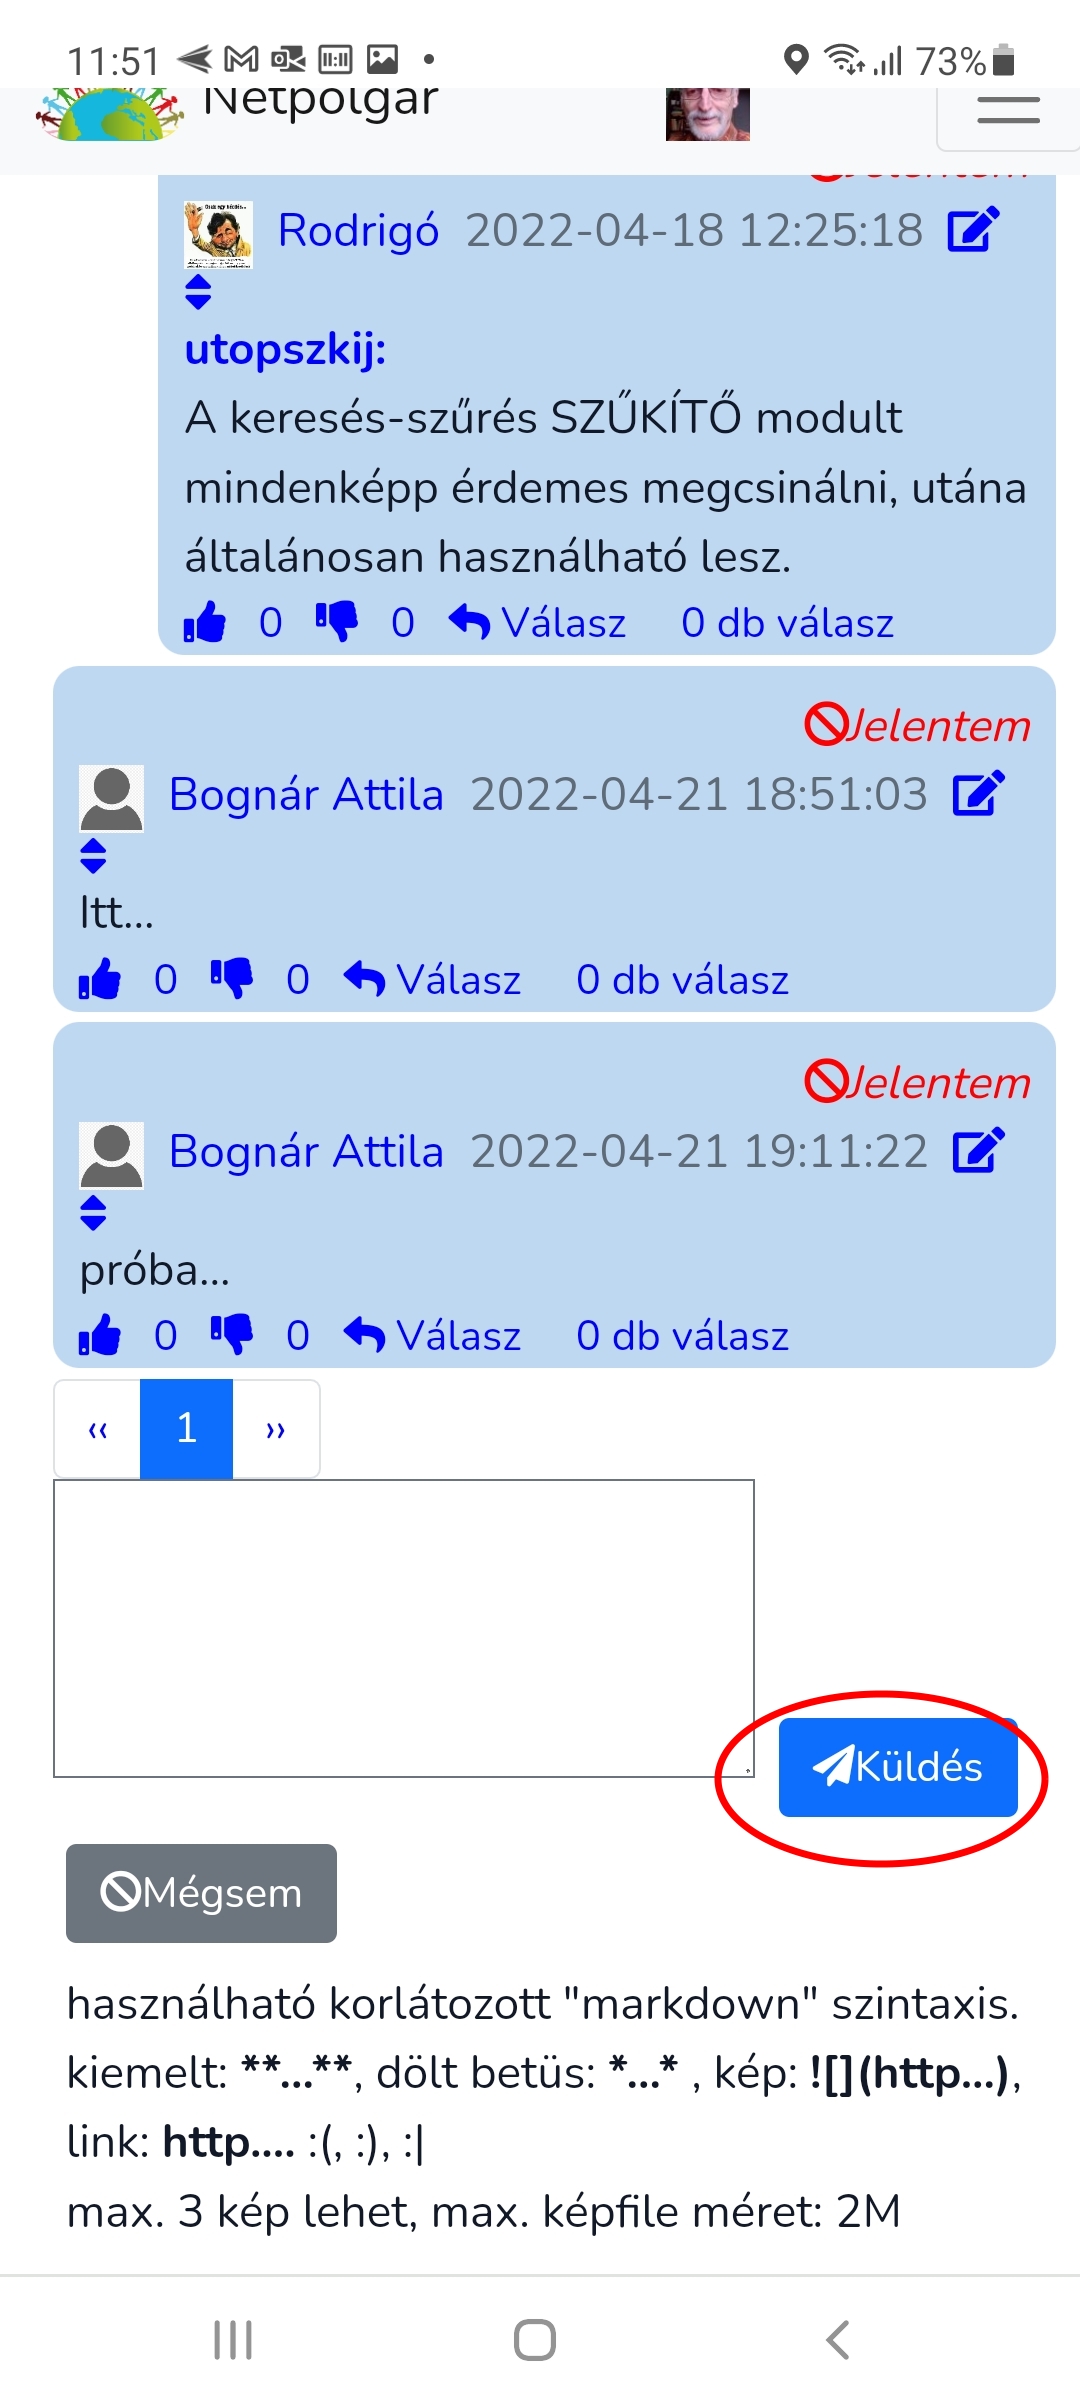 11:51 73%
Netpolgár
Jelentem
Rodrigó 2022-04-18 12:25:18
utopszkij:
A keresés-szűrés SZŰKÍTŐ modult
mindenképp érdemes megcsinálni, utána
általánosan használható lesz.
0 0 Válasz 0 db válasz
Jelentem
Bognár Attila 2022-04-21 18:51:03
Itt...
0 0 Válasz 0 db válasz
Jelentem
Bognár Attila 2022-04-21 19:11:22
próba...
0 0 Válasz 0 db válasz
‹‹ 1 ››
Küldés
Mégsem
használható korlátozott "markdown" szintaxis.
kiemelt: **...**, dölt betüs: *...* , kép: ![](http...),
link: http.... :(, :), :|
max. 3 kép lehet, max. képfile méret: 2M